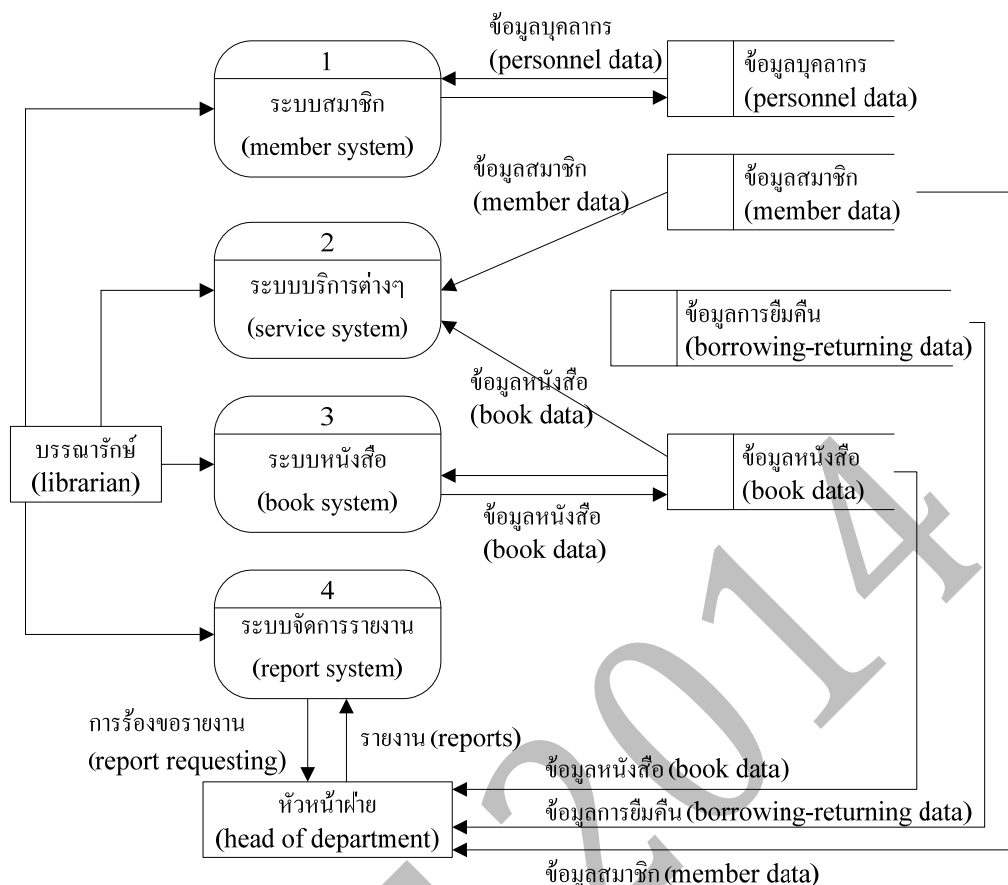 ข้อมูลบุคลากร
(personnel data)
1
ระบบสมาชิก
(member system)
ข้อมูลบุคลากร
(personnel data)
ข้อมูลสมาชิก
(member data)
ข้อมูลสมาชิก
(member data)
2
ระบบบริการต่างๆ
(service system)
ข้อมูลการยืมคืน
(borrowing-returning data)
ข้อมูลหนังสือ
(book data)
3
ระบบหนังสือ
(book system)
บรรณารักษ์
(librarian)
ข้อมูลหนังสือ
(book data)
ข้อมูลหนังสือ
(book data)
4
ระบบจัดการรายงาน
(report system)
การร้องขอรายงาน
(report requesting)
รายงาน (reports)
หัวหน้าฝ่าย
(head of department)
ข้อมูลหนังสือ (book data)
ข้อมูลการยืมคืน (borrowing-returning data)
ข้อมูลสมาชิก (member data)
2014